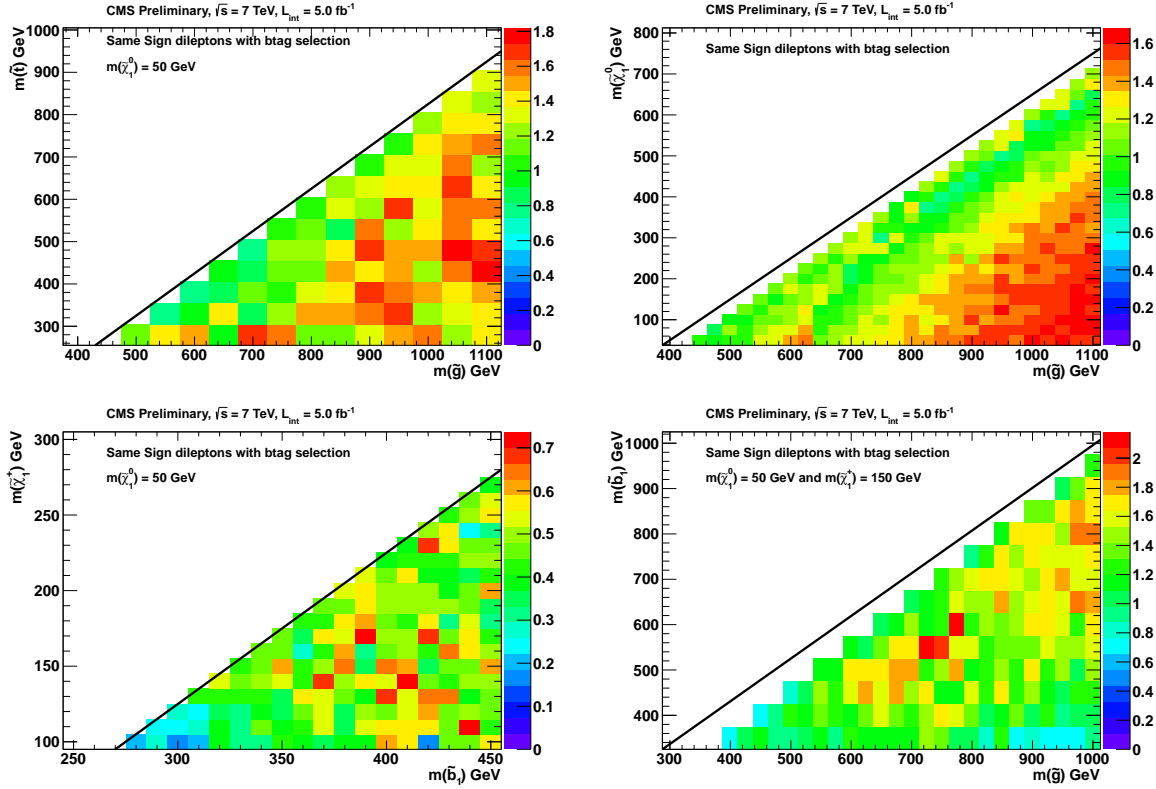 CMS Preliminary, √s = 7 TeV, L_int = 5.0 fb⁻¹
Same Sign dileptons with btag selection
m(χ̃₁⁰) = 50 GeV
m(t̃) GeV
1000
900
800
700
600
500
400
300
400 500 600 700 800 900 1000 1100
m(g̃) GeV
1.8
1.6
1.4
1.2
1
0.8
0.6
0.4
0.2
0
CMS Preliminary, √s = 7 TeV, L_int = 5.0 fb⁻¹
Same Sign dileptons with btag selection
m(χ̃₁⁰) GeV
800
700
600
500
400
300
200
100
400 500 600 700 800 900 1000 1100
m(g̃) GeV
1.6
1.4
1.2
1
0.8
0.6
0.4
0.2
0
CMS Preliminary, √s = 7 TeV, L_int = 5.0 fb⁻¹
Same Sign dileptons with btag selection
m(χ̃₁⁰) = 50 GeV
m(χ̃₁⁺) GeV
300
250
200
150
100
250 300 350 400 450
m(b̃₁) GeV
0.7
0.6
0.5
0.4
0.3
0.2
0.1
0
CMS Preliminary, √s = 7 TeV, L_int = 5.0 fb⁻¹
Same Sign dileptons with btag selection
m(χ̃₁⁰) = 50 GeV and m(χ̃₁⁺) = 150 GeV
m(b̃₁) GeV
1000
900
800
700
600
500
400
300 400 500 600 700 800 900 1000
m(g̃) GeV
2
1.8
1.6
1.4
1.2
1
0.8
0.6
0.4
0.2
0